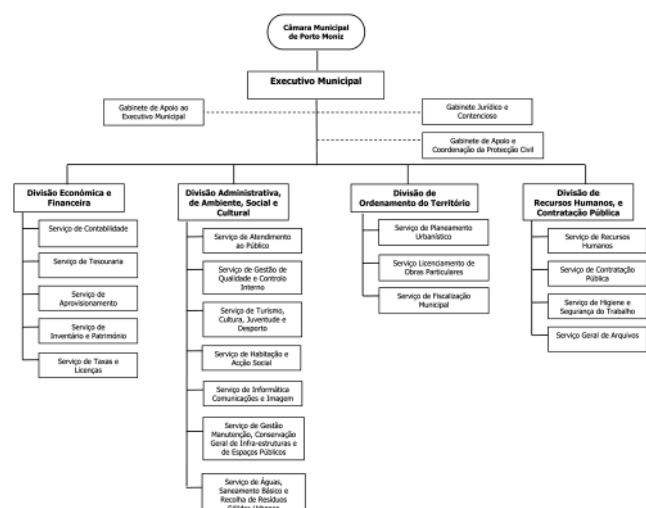 Câmara Municipal
de Porto Moniz
Executivo Municipal
Gabinete de Apoio ao
Executivo Municipal
Gabinete Jurídico e
Contencioso
Gabinete de Apoio e
Coordenação da Protecção Civil
Divisão Económica e
Financeira
Serviço de Contabilidade
Serviço de Tesouraria
Serviço de
Aprovisionamento
Serviço de
Inventário e Património
Serviço de Taxas e
Licenças
Divisão Administrativa,
de Ambiente, Social e
Cultural
Serviço de Atendimento
ao Público
Serviço de Gestão de
Qualidade e Controlo
Interno
Serviço de Turismo,
Cultura, Juventude e
Desporto
Serviço de Habitação e
Acção Social
Serviço de Informática
Comunicações e Imagem
Serviço de Gestão
Manutenção, Conservação
Geral de Infra-estruturas e
de Espaços Públicos
Serviço de Águas,
Saneamento Básico e
Recolha de Resíduos
Sólidos Urbanos
Divisão de
Ordenamento do Território
Serviço de Planeamento
Urbanístico
Serviço Licenciamento de
Obras Particulares
Serviço de Fiscalização
Municipal
Divisão de
Recursos Humanos, e
Contratação Pública
Serviço de Recursos
Humanos
Serviço de Contratação
Pública
Serviço de Higiene e
Segurança do Trabalho
Serviço Geral de Arquivos